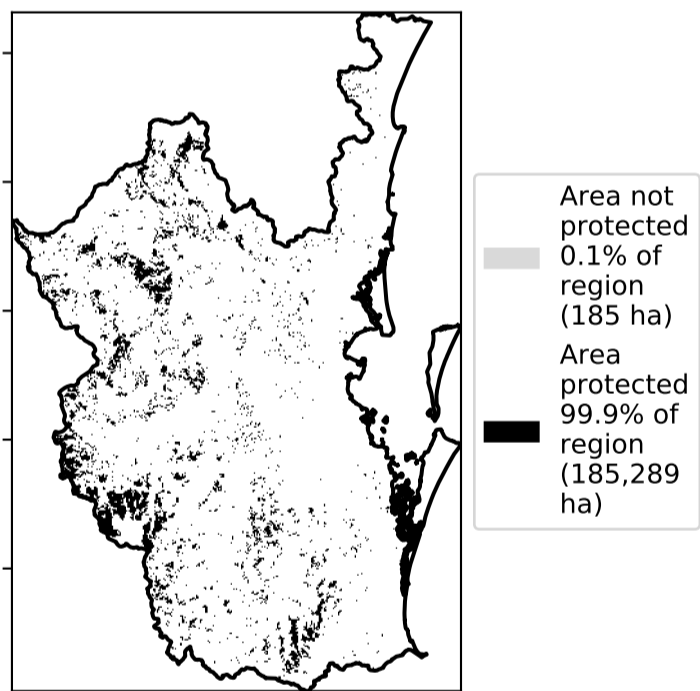 Area not
protected
0.1% of
region
(185 ha)
Area
protected
99.9% of
region
(185,289
ha)